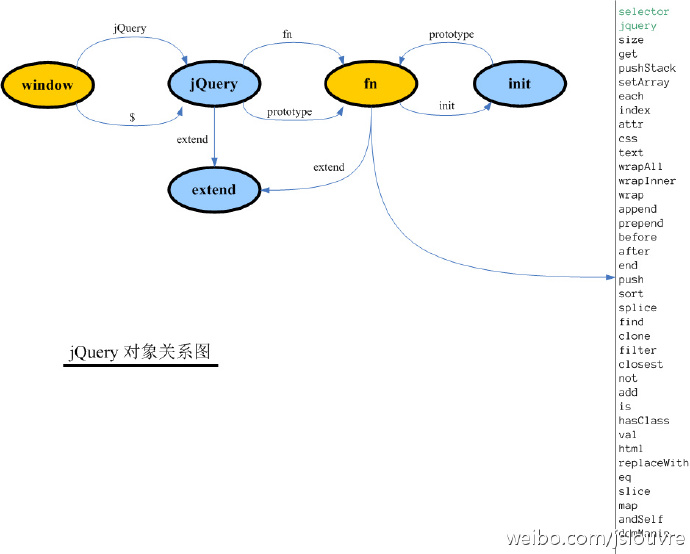 jQuery
fn
prototype
window
jQuery
fn
init
$
prototype
init
extend
extend
extend
jQuery 对象关系图
selector
jquery
size
get
pushStack
setArray
each
index
attr
css
text
wrapAll
wrapInner
wrap
append
prepend
before
after
end
push
sort
splice
find
clone
filter
closest
not
add
is
hasClass
val
html
replaceWith
eq
slice
map
andSelf
domManip
weibo.com/jslouvre